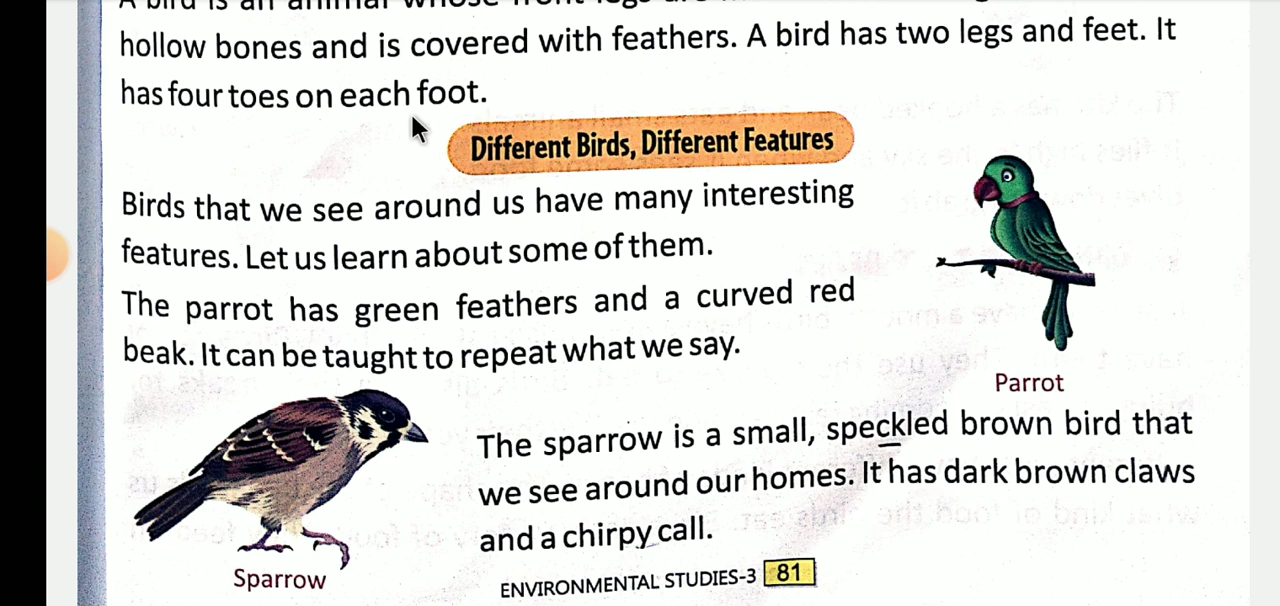 hollow bones and is covered with feathers. A bird has two legs and feet. It
has four toes on each foot.
Different Birds, Different Features
Birds that we see around us have many interesting
features. Let us learn about some of them.
The parrot has green feathers and a curved red
beak. It can be taught to repeat what we say.
Parrot
The sparrow is a small, speckled brown bird that
we see around our homes. It has dark brown claws
and a chirpy call.
Sparrow
ENVIRONMENTAL STUDIES-3 81